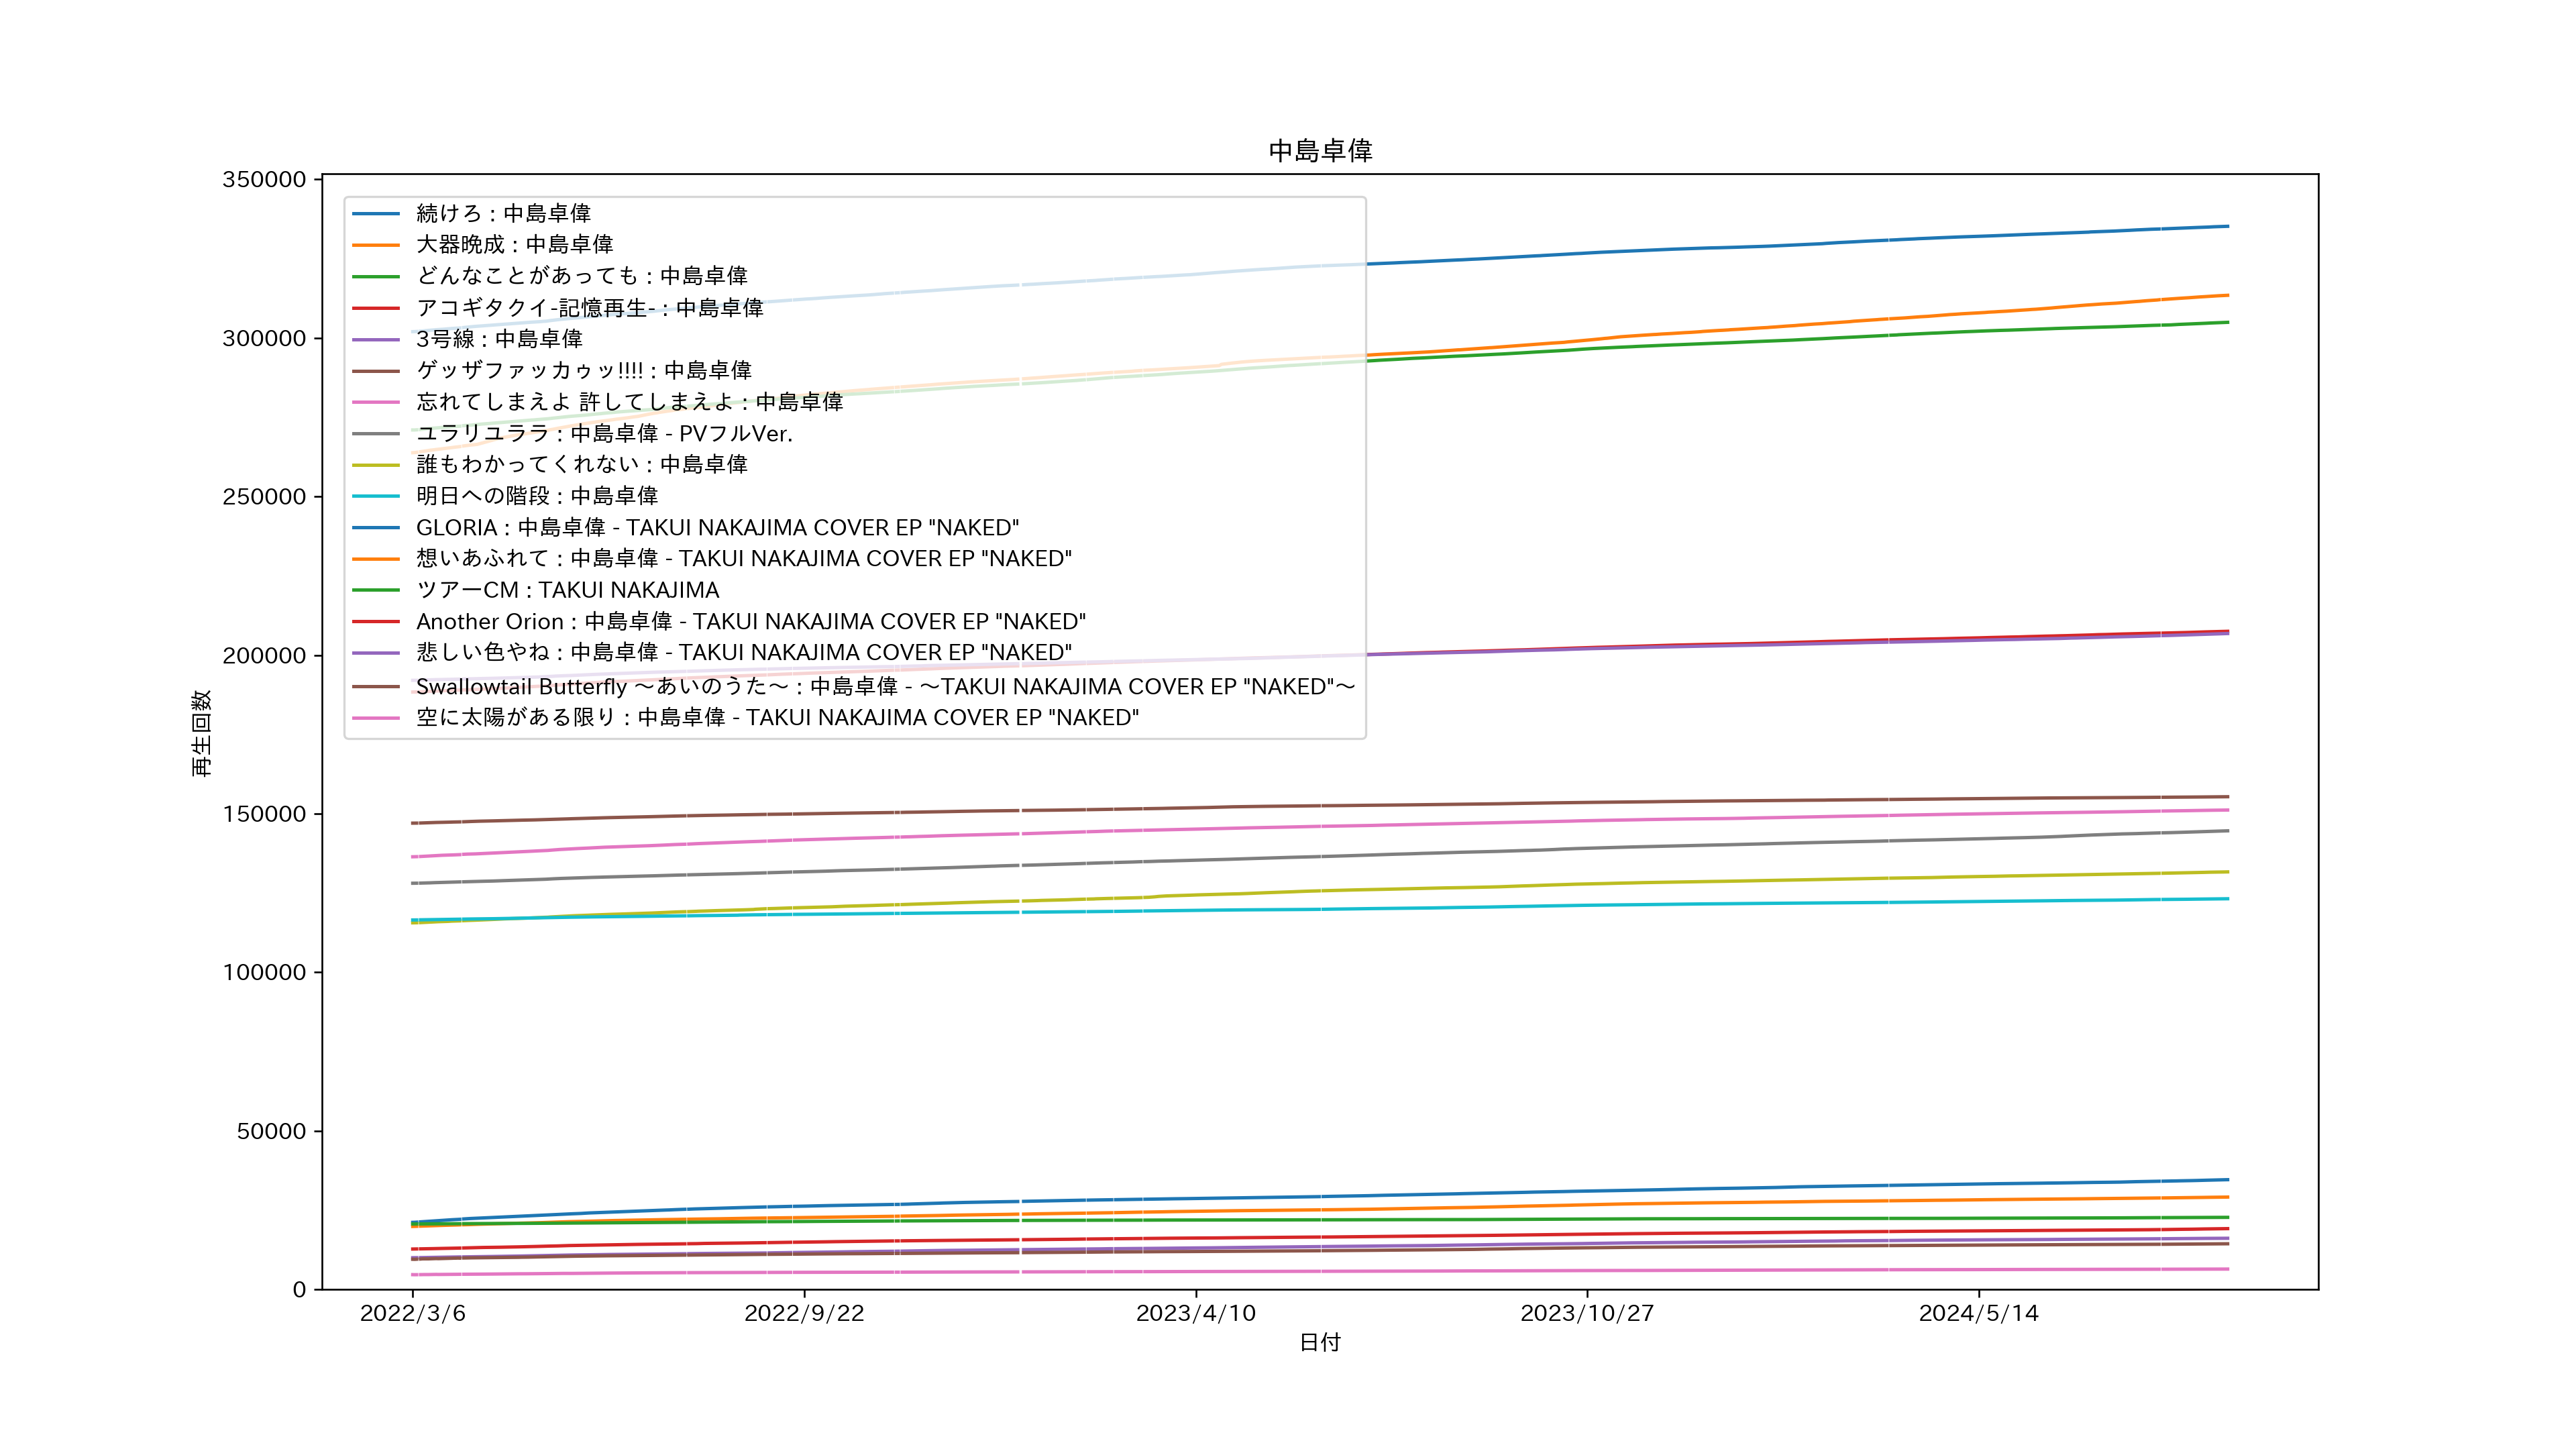 中島卓偉
350000
300000
250000
200000
150000
100000
50000
0
再生回数
続けろ : 中島卓偉
大器晩成 : 中島卓偉
どんなことがあっても : 中島卓偉
アコギタクイ-記憶再生- : 中島卓偉
3号線 : 中島卓偉
ゲッザファッカゥッ!!!! : 中島卓偉
忘れてしまえよ 許してしまえよ : 中島卓偉
ユラリユララ : 中島卓偉 - PVフルVer.
誰もわかってくれない : 中島卓偉
明日への階段 : 中島卓偉
GLORIA : 中島卓偉 - TAKUI NAKAJIMA COVER EP "NAKED"
想いあふれて : 中島卓偉 - TAKUI NAKAJIMA COVER EP "NAKED"
ツアーCM : TAKUI NAKAJIMA
Another Orion : 中島卓偉 - TAKUI NAKAJIMA COVER EP "NAKED"
悲しい色やね : 中島卓偉 - TAKUI NAKAJIMA COVER EP "NAKED"
Swallowtail Butterfly 〜あいのうた〜 : 中島卓偉 - 〜TAKUI NAKAJIMA COVER EP "NAKED"〜
空に太陽がある限り : 中島卓偉 - TAKUI NAKAJIMA COVER EP "NAKED"
2022/3/6
2022/9/22
2023/4/10
2023/10/27
2024/5/14
日付